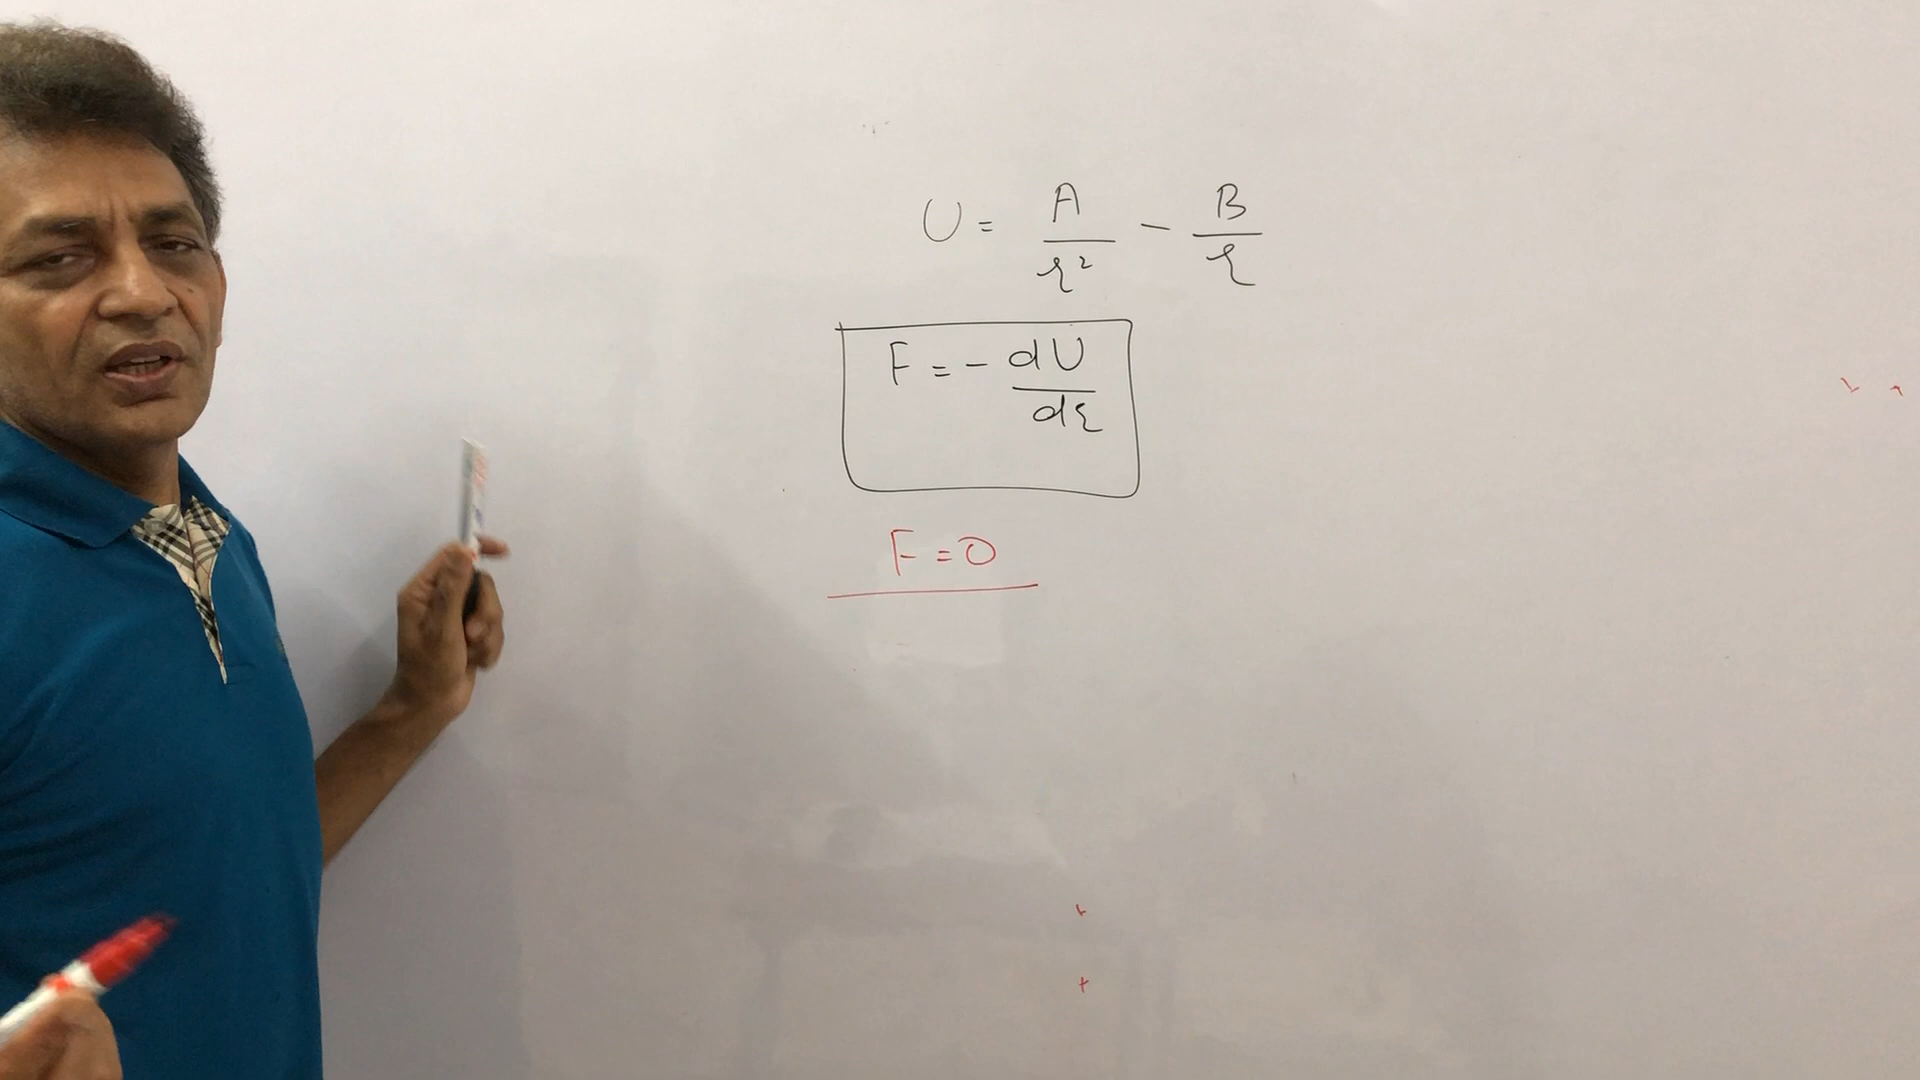 U = A/r² - B/r
F = - dU/dr
F = 0